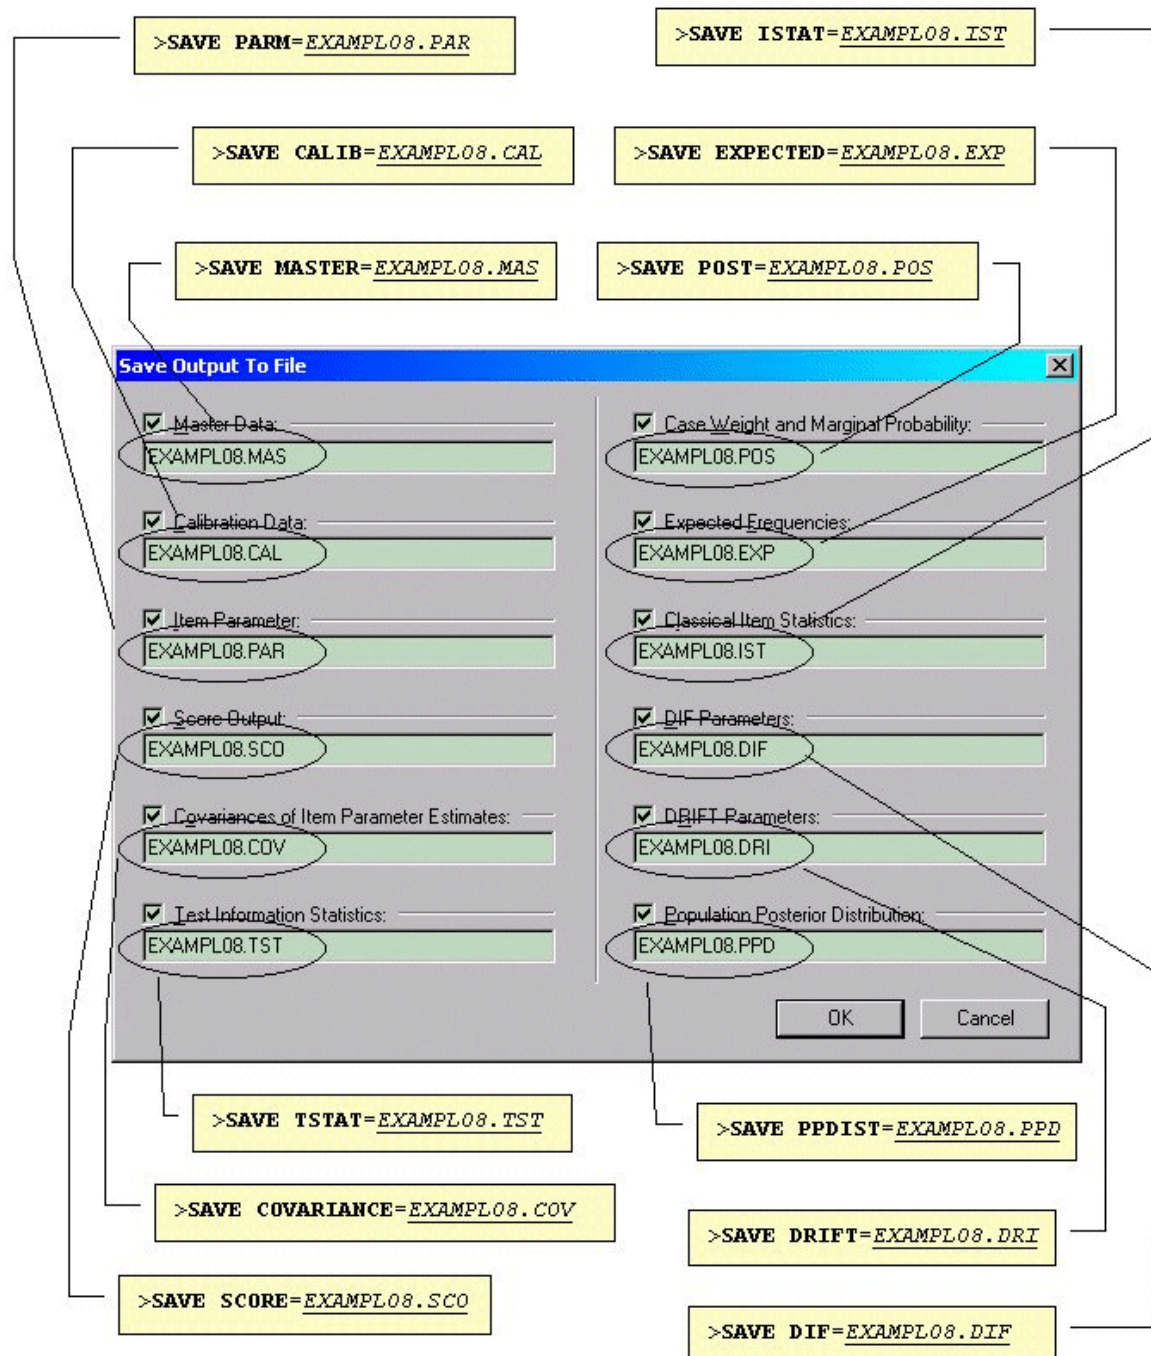 >SAVE PARM=EXAMPL08.PAR
>SAVE ISTAT=EXAMPL08.IST
>SAVE CALIB=EXAMPL08.CAL
>SAVE EXPECTED=EXAMPL08.EXP
>SAVE MASTER=EXAMPL08.MAS
>SAVE POST=EXAMPL08.POS
Save Output To File
Master Data:
EXAMPL08.MAS
Calibration Data:
EXAMPL08.CAL
Item Parameter:
EXAMPL08.PAR
Score Output:
EXAMPL08.SCO
Covariances of Item Parameter Estimates:
EXAMPL08.COV
Test Information Statistics:
EXAMPL08.TST
Case Weight and Marginal Probability:
EXAMPL08.POS
Expected Frequencies:
EXAMPL08.EXP
Classical Item Statistics:
EXAMPL08.IST
DIF Parameters:
EXAMPL08.DIF
DRIFT Parameters:
EXAMPL08.DRI
Population Posterior Distribution:
EXAMPL08.PPD
OK
Cancel
>SAVE TSTAT=EXAMPL08.TST
>SAVE PPDIST=EXAMPL08.PPD
>SAVE COVARIANCE=EXAMPL08.COV
>SAVE DRIFT=EXAMPL08.DRI
>SAVE SCORE=EXAMPL08.SCO
>SAVE DIF=EXAMPL08.DIF